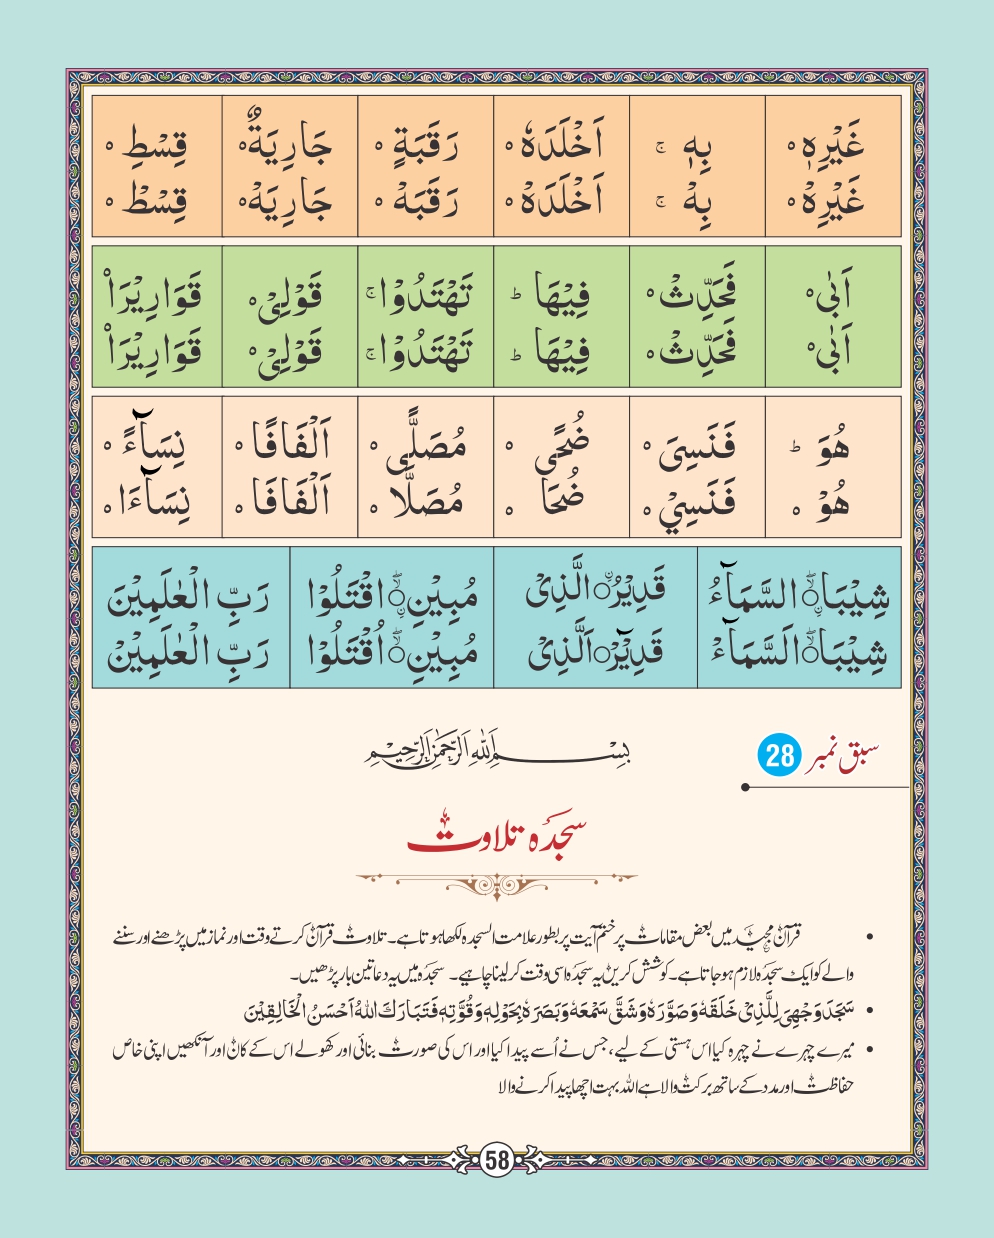 غَيْرِهٖ ۝ بِهٖ ۚ اَخْلَدَهٗ ۝ رَقَبَةٍ ۝ جَارِيَةٌ ۝ قِسْطِ ۝
غَيْرِهْ ۝ بِهْ ۚ اَخْلَدَهْ ۝ رَقَبَهْ ۝ جَارِيَهْ ۝ قِسْطْ ۝
اَبٰى ۝ فَحَدِّثْ ۝ فِيْهَا ؕ تَهْتَدُوْا ۚ قَوْلِيْ ۝ قَوَارِيْرَا۟
اَبٰى ۝ فَحَدِّثْ ۝ فِيْهَا ؕ تَهْتَدُوْا ۚ قَوْلِيْ ۝ قَوَارِيْرَا۟
هُوَ ؕ فَنَسِيَ ۝ ضُحًى ۝ مُصَلًّى ۝ اَلْفَافًا ۝ نِسَآءً ۝
هُوْ ۝ فَنَسِيْ ۝ ضُحَا ۝ مُصَلَّا ۝ اَلْفَافَا ۝ نِسَآءَا ۝
شِيْبَا۝ اۨلسَّمَآءُ قَدِيْرُ۝ۨ الَّذِىْ مُبِيْنِ۝ۨ اقْتَلُوْا رَبِّ الْعٰلَمِيْنَ
شِيْبَا۝ اَلسَّمَآءْ قَدِيْرْ۝ اَلَّذِىْ مُبِيْنِ۝ اُقْتَلُوْا رَبِّ الْعٰلَمِيْنْ
سبق نمبر 28
بِسْمِ اللهِ الرَّحْمٰنِ الرَّحِيْمِ
سجدۂ تلاوت
• قرآن مجید میں بعض مقامات پر ختم آیت پر بطور علامت السجدہ لکھا ہوتا ہے۔ تلاوت قرآن کرتے وقت اور نماز میں پڑھنے اور سننے
والے کو ایک سجدہ لازم ہو جاتا ہے۔ کوشش کریں یہ سجدہ اسی وقت کر لینا چاہیے۔ سجدہ میں یہ دعا تین بار پڑھیں۔
• سَجَدَ وَجْهِيَ لِلَّذِيْ خَلَقَهٗ وَصَوَّرَهٗ وَشَقَّ سَمْعَهٗ وَبَصَرَهٗ بِحَوْلِهٖ وَقُوَّتِهٖ فَتَبَارَكَ اللهُ اَحْسَنُ الْخَالِقِيْنَ
• میرے چہرے نے چہرہ کیا اس ہستی کے لیے، جس نے اُسے پیدا کیا اور اس کی صورت بنائی اور کھولے اس کے کان اور آنکھیں اپنی خاص
حفاظت اور مدد کے ساتھ برکت والا ہے اللہ بہت اچھا پیدا کرنے والا
58